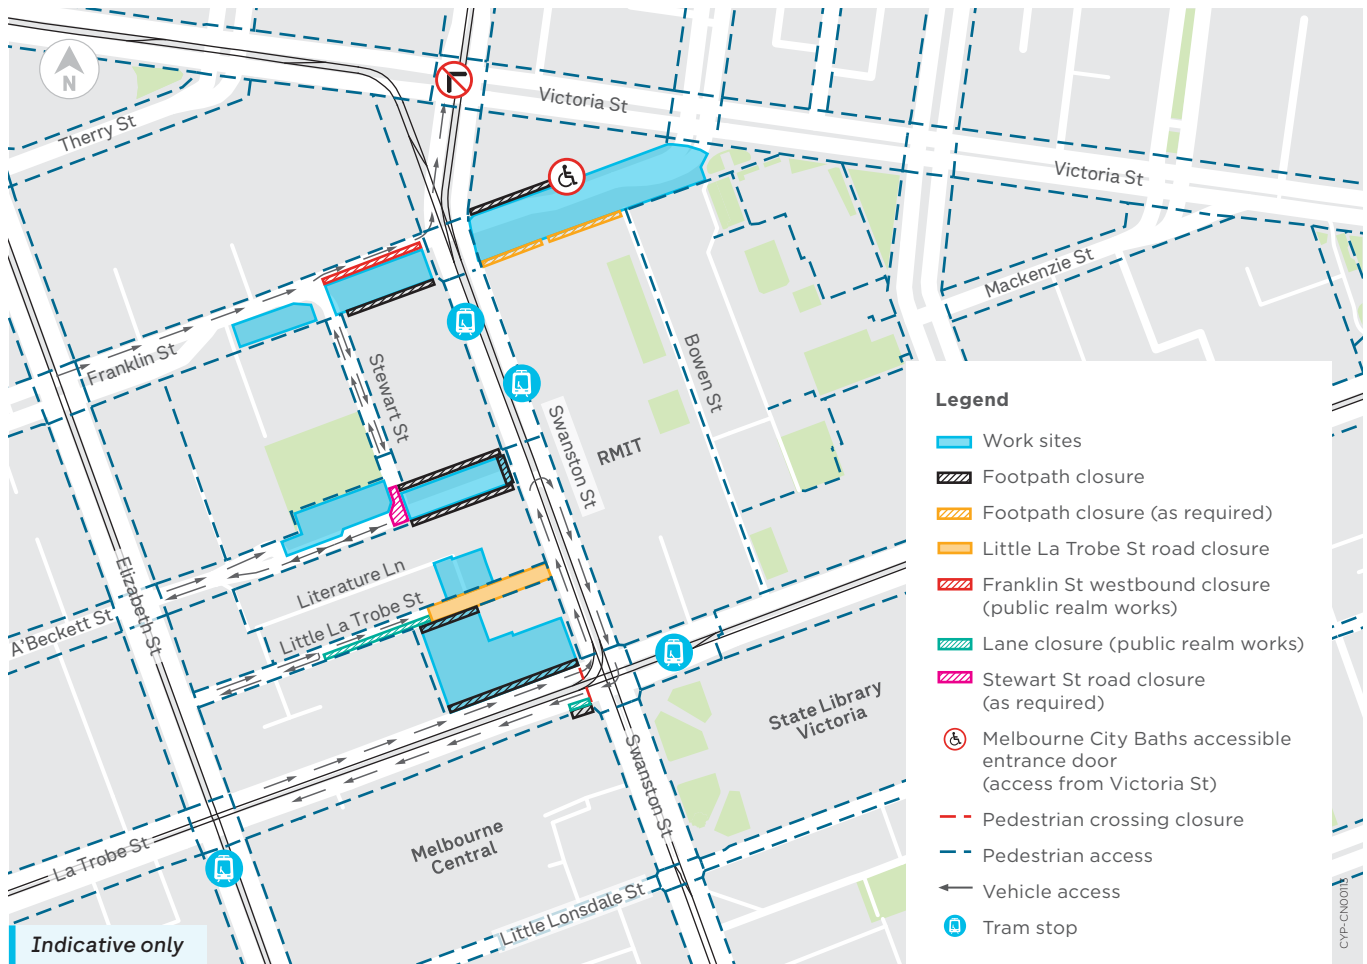 N
Therry St
Victoria St
Victoria St
Mackenzie St
Franklin St
Stewart St
Bowen St
Swanston St
RMIT
Elizabeth St
A'Beckett St
Literature Ln
Little La Trobe St
State Library
Victoria
Swanston St
Melbourne
Central
La Trobe St
Little Lonsdale St
Indicative only
Legend
Work sites
Footpath closure
Footpath closure (as required)
Little La Trobe St road closure
Franklin St westbound closure
(public realm works)
Lane closure (public realm works)
Stewart St road closure
(as required)
Melbourne City Baths accessible
entrance door
(access from Victoria St)
Pedestrian crossing closure
Pedestrian access
Vehicle access
Tram stop